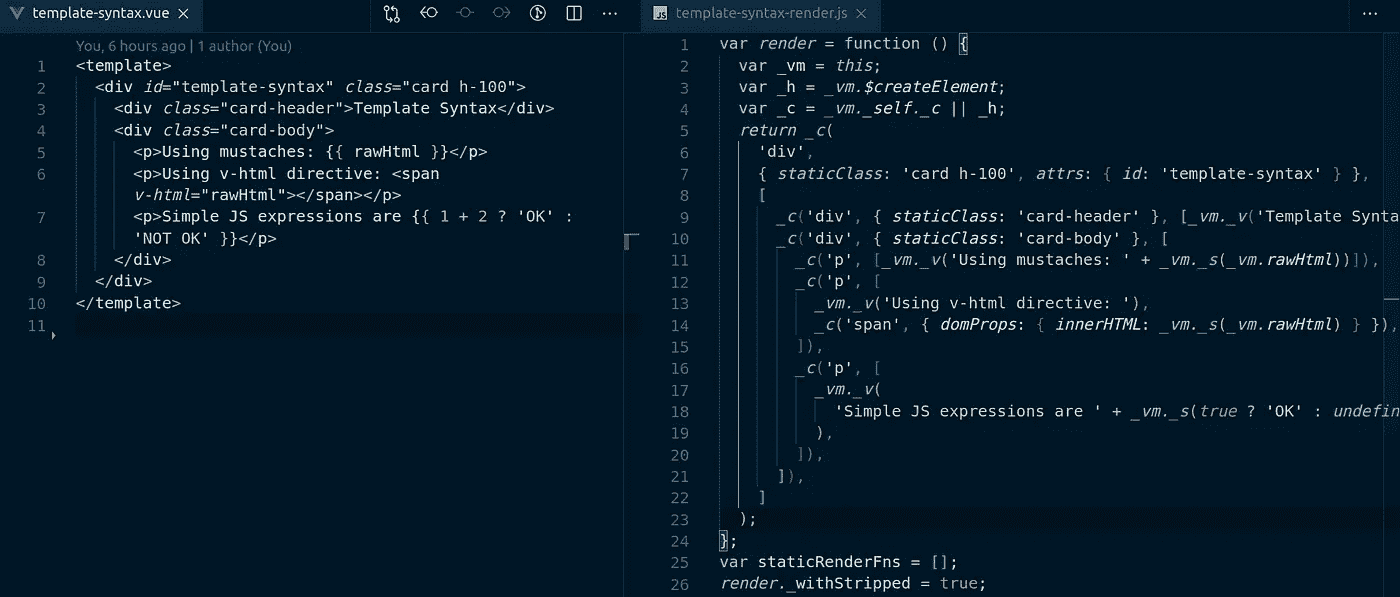 template-syntax.vue
template-syntax-render.js
You, 6 hours ago | 1 author (You)
1 <template>
2 <div id="template-syntax" class="card h-100">
3 <div class="card-header">Template Syntax</div>
4 <div class="card-body">
5 <p>Using mustaches: {{ rawHtml }}</p>
6 <p>Using v-html directive: <span
v-html="rawHtml"></span></p>
7 <p>Simple JS expressions are {{ 1 + 2 ? 'OK' :
'NOT OK' }}</p>
8 </div>
9 </div>
10 </template>
11
1 var render = function () {
2 var _vm = this;
3 var _h = _vm.$createElement;
4 var _c = _vm._self._c || _h;
5 return _c(
6 'div',
7 { staticClass: 'card h-100', attrs: { id: 'template-syntax' } },
8 [
9 _c('div', { staticClass: 'card-header' }, [_vm._v('Template Synta
10 _c('div', { staticClass: 'card-body' }, [
11 _c('p', [_vm._v('Using mustaches: ' + _vm._s(_vm.rawHtml))]),
12 _c('p', [
13 _vm._v('Using v-html directive: '),
14 _c('span', { domProps: { innerHTML: _vm._s(_vm.rawHtml) } }),
15 ]),
16 _c('p', [
17 _vm._v(
18 'Simple JS expressions are ' + _vm._s(true ? 'OK' : undefin
19 ),
20 ]),
21 ]),
22 ]
23 );
24 };
25 var staticRenderFns = [];
26 render._withStripped = true;